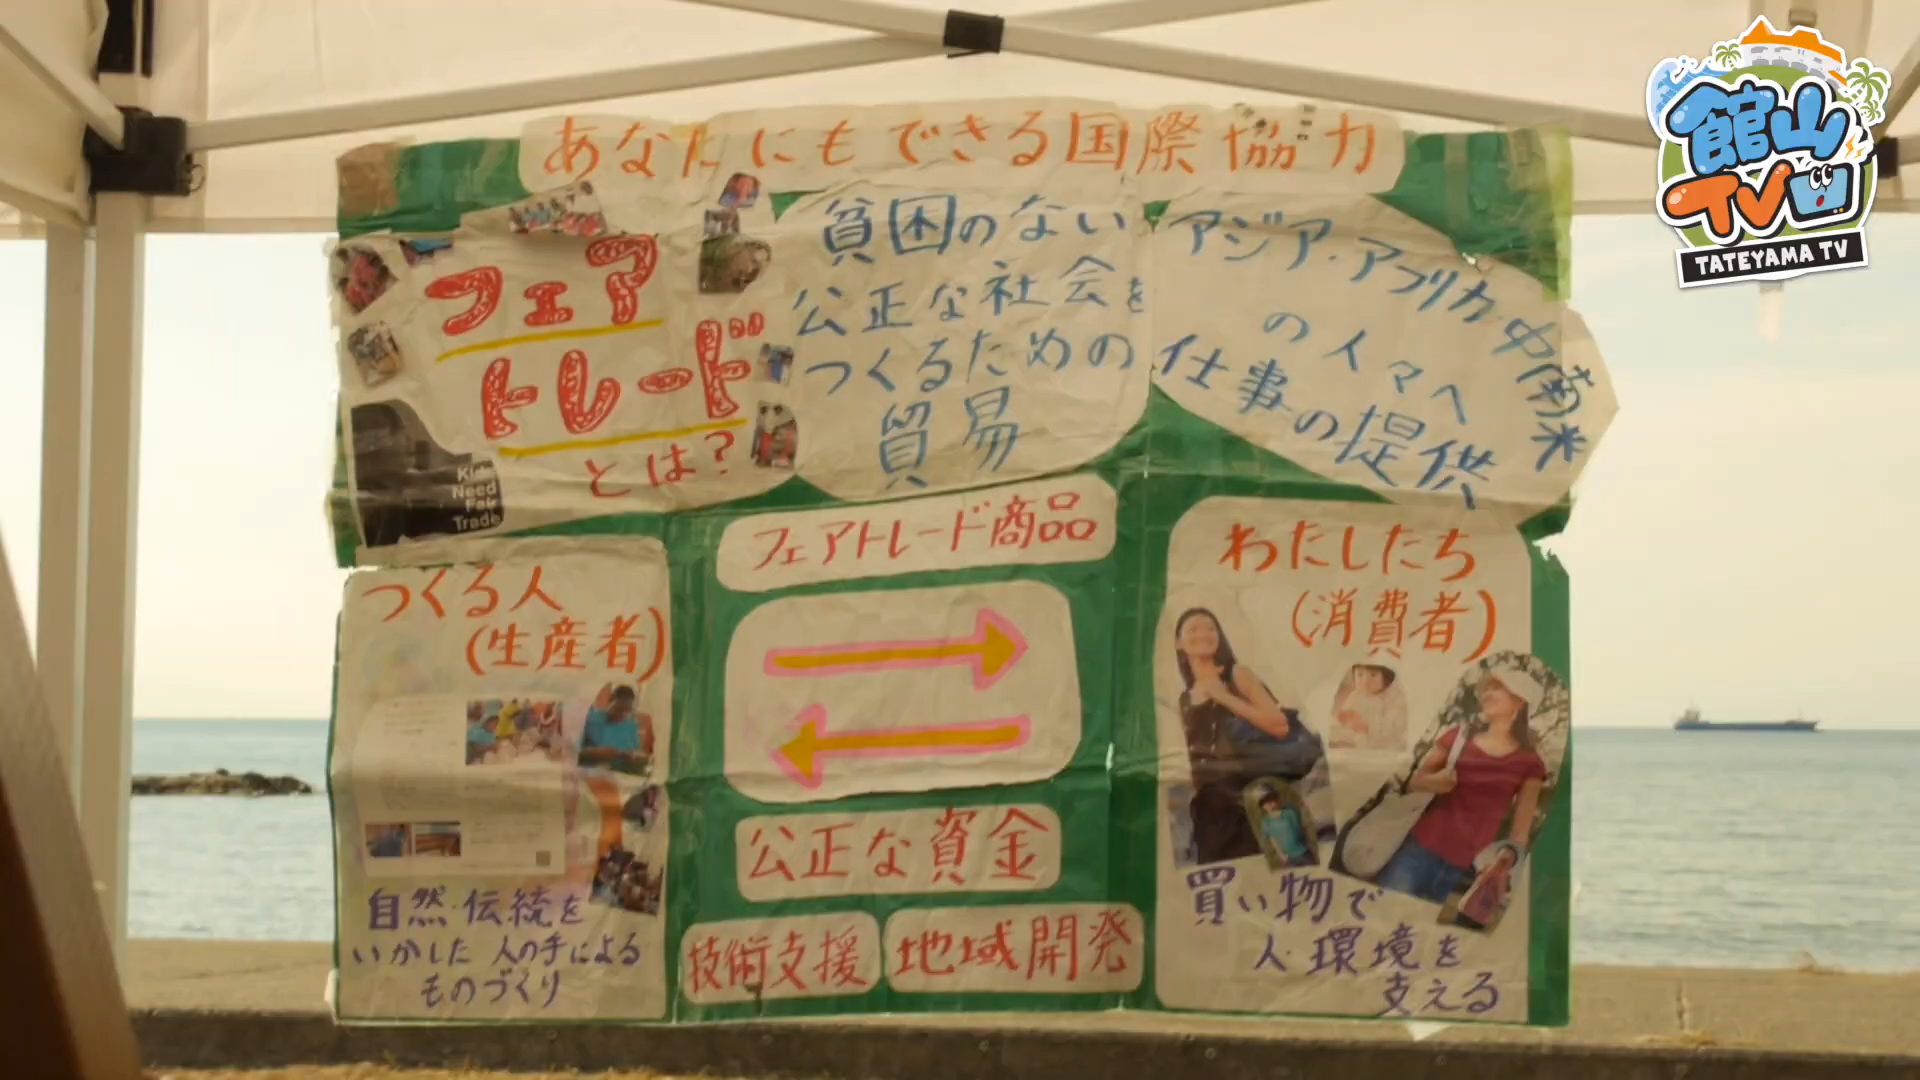 あなたにもできる国際協力
フェア
トレード
とは?
Kids
Need
Fair
Trade
貧困のない
公正な社会を
つくるための
貿易
アジア・アフリカ・中南米
のイマへ
仕事の提供
フェアトレード商品
つくる人
(生産者)
自然・伝統を
いかした 人の手による
ものづくり
公正な資金
技術支援
地域開発
わたしたち
(消費者)
買い物で
人・環境を
支える
館山
TV
TATEYAMA TV